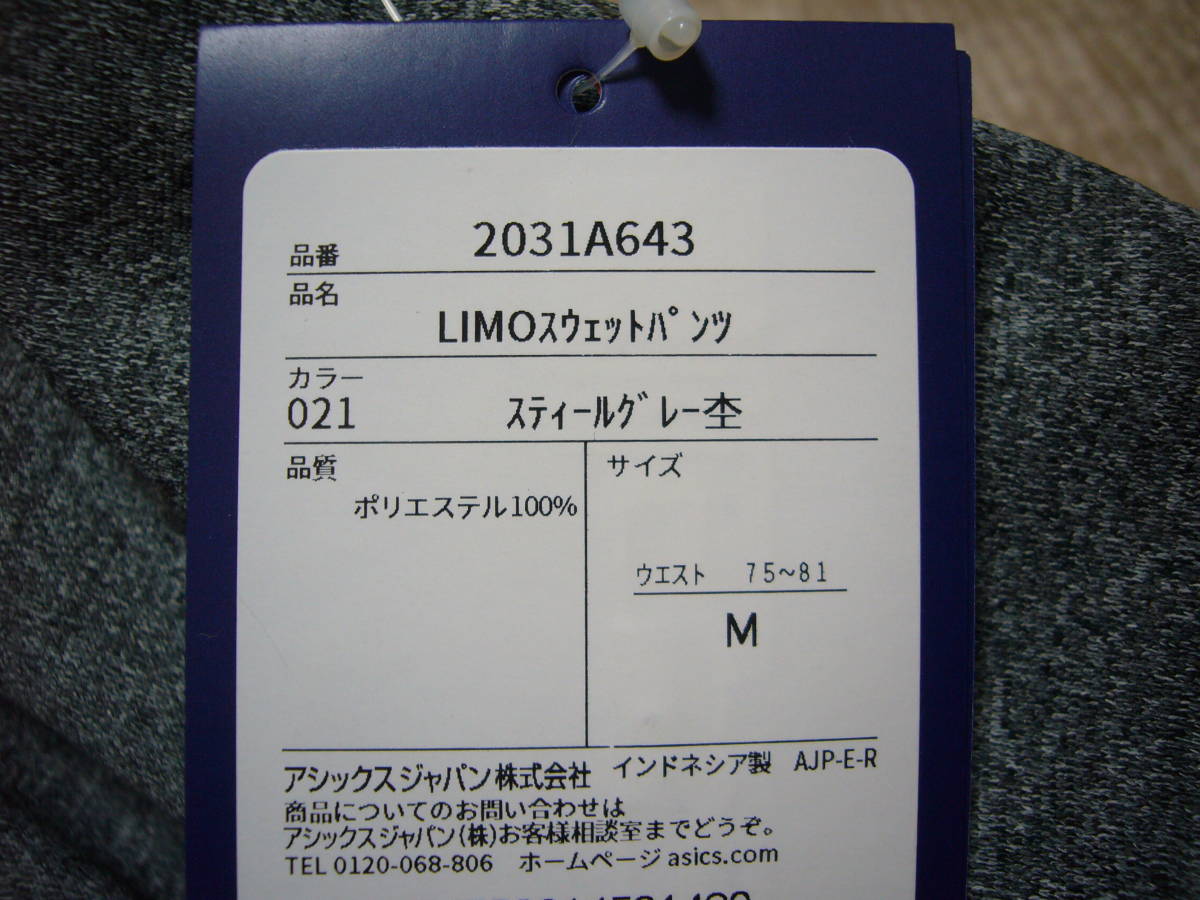 品番 2031A643
品名
LIMOｽｳｪｯﾄﾊﾟﾝﾂ
カラー
021 ｽﾃｨｰﾙｸﾞﾚｰ杢
品質 サイズ
ポリエステル100%
ウエスト 75~81
M
アシックスジャパン株式会社 インドネシア製 AJP-E-R
商品についてのお問い合わせは
アシックスジャパン(株)お客様相談室までどうぞ。
TEL 0120-068-806 ホームページasics.com